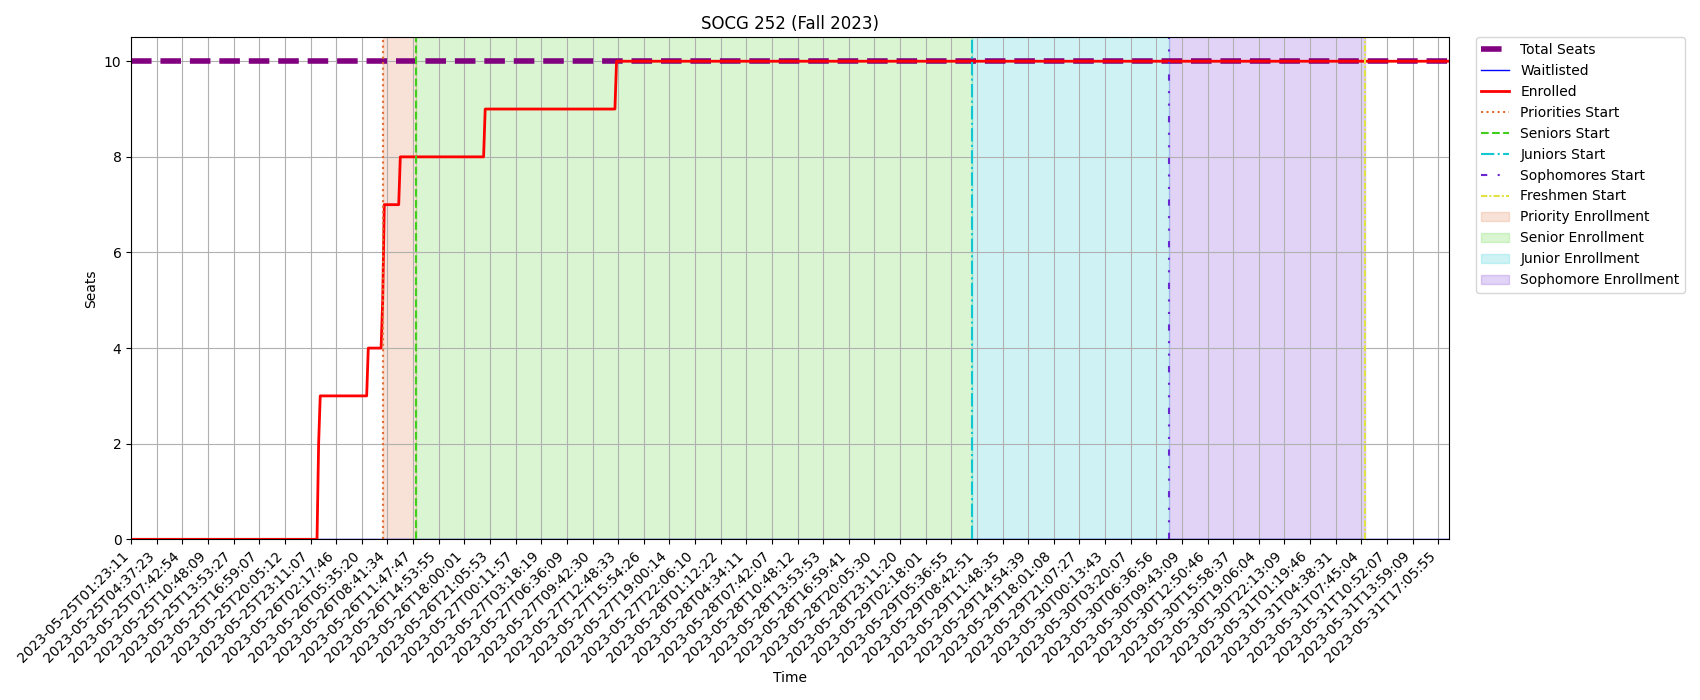 SOCG 252 (Fall 2023)
Seats
10
8
6
4
2
0
2023-05-25T01:23:11
2023-05-25T04:37:23
2023-05-25T07:42:54
2023-05-25T10:48:09
2023-05-25T13:53:27
2023-05-25T16:59:07
2023-05-25T20:05:12
2023-05-25T23:11:07
2023-05-26T02:17:46
2023-05-26T05:35:20
2023-05-26T08:41:34
2023-05-26T11:47:47
2023-05-26T14:53:55
2023-05-26T18:00:01
2023-05-26T21:05:53
2023-05-27T00:11:57
2023-05-27T03:18:19
2023-05-27T06:36:09
2023-05-27T09:42:30
2023-05-27T12:48:33
2023-05-27T15:54:26
2023-05-27T19:00:14
2023-05-27T22:06:10
2023-05-28T01:12:22
2023-05-28T04:34:11
2023-05-28T07:42:07
2023-05-28T10:48:12
2023-05-28T13:53:53
2023-05-28T16:59:41
2023-05-28T20:05:30
2023-05-28T23:11:20
2023-05-29T02:18:01
2023-05-29T05:36:55
2023-05-29T08:42:51
2023-05-29T11:48:35
2023-05-29T14:54:39
2023-05-29T18:01:08
2023-05-29T21:07:27
2023-05-30T00:13:43
2023-05-30T03:20:07
2023-05-30T06:36:56
2023-05-30T09:43:09
2023-05-30T12:50:46
2023-05-30T15:58:37
2023-05-30T19:06:04
2023-05-30T22:13:09
2023-05-31T01:19:46
2023-05-31T04:38:31
2023-05-31T07:45:04
2023-05-31T10:52:07
2023-05-31T13:59:09
2023-05-31T17:05:55
Time
Total Seats
Waitlisted
Enrolled
Priorities Start
Seniors Start
Juniors Start
Sophomores Start
Freshmen Start
Priority Enrollment
Senior Enrollment
Junior Enrollment
Sophomore Enrollment